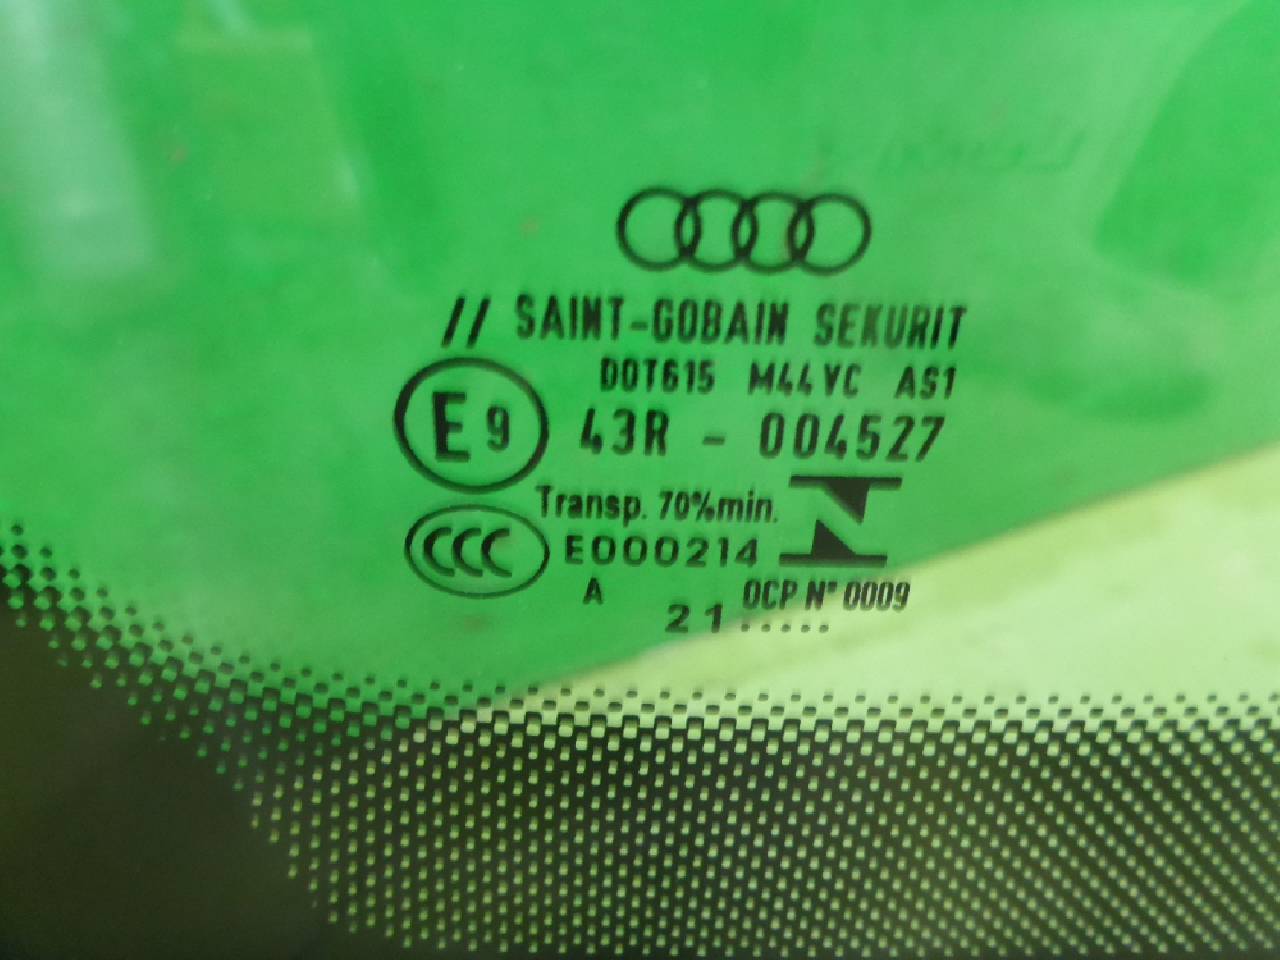 // SAINT-GOBAIN SEKURIT
DOT615 M44VC AS1
E9 43R - 004527
Transp. 70%min.
CCC E000214
A OCP N° 0009
21.....